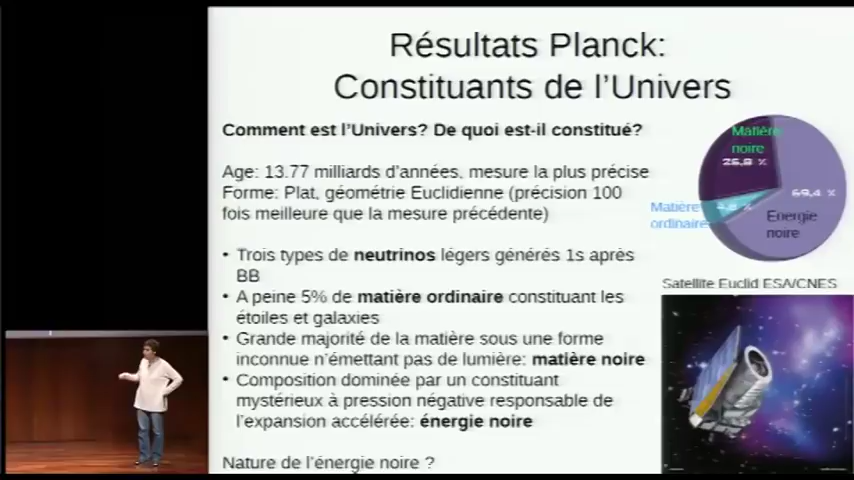 Résultats Planck:
Constituants de l'Univers
Comment est l'Univers? De quoi est-il constitué?
Age: 13.77 milliards d'années, mesure la plus précise
Forme: Plat, géométrie Euclidienne (précision 100
fois meilleure que la mesure précédente)
• Trois types de neutrinos légers générés 1s après
BB
• A peine 5% de matière ordinaire constituant les
étoiles et galaxies
• Grande majorité de la matière sous une forme
inconnue n'émettant pas de lumière: matière noire
• Composition dominée par un constituant
mystérieux à pression négative responsable de
l'expansion accélérée: énergie noire
Nature de l'énergie noire ?
Matière
noire
25,8 %
69,4 %
Matière
ordinaire
4,8 %
Energie
noire
Satellite Euclid ESA/CNES